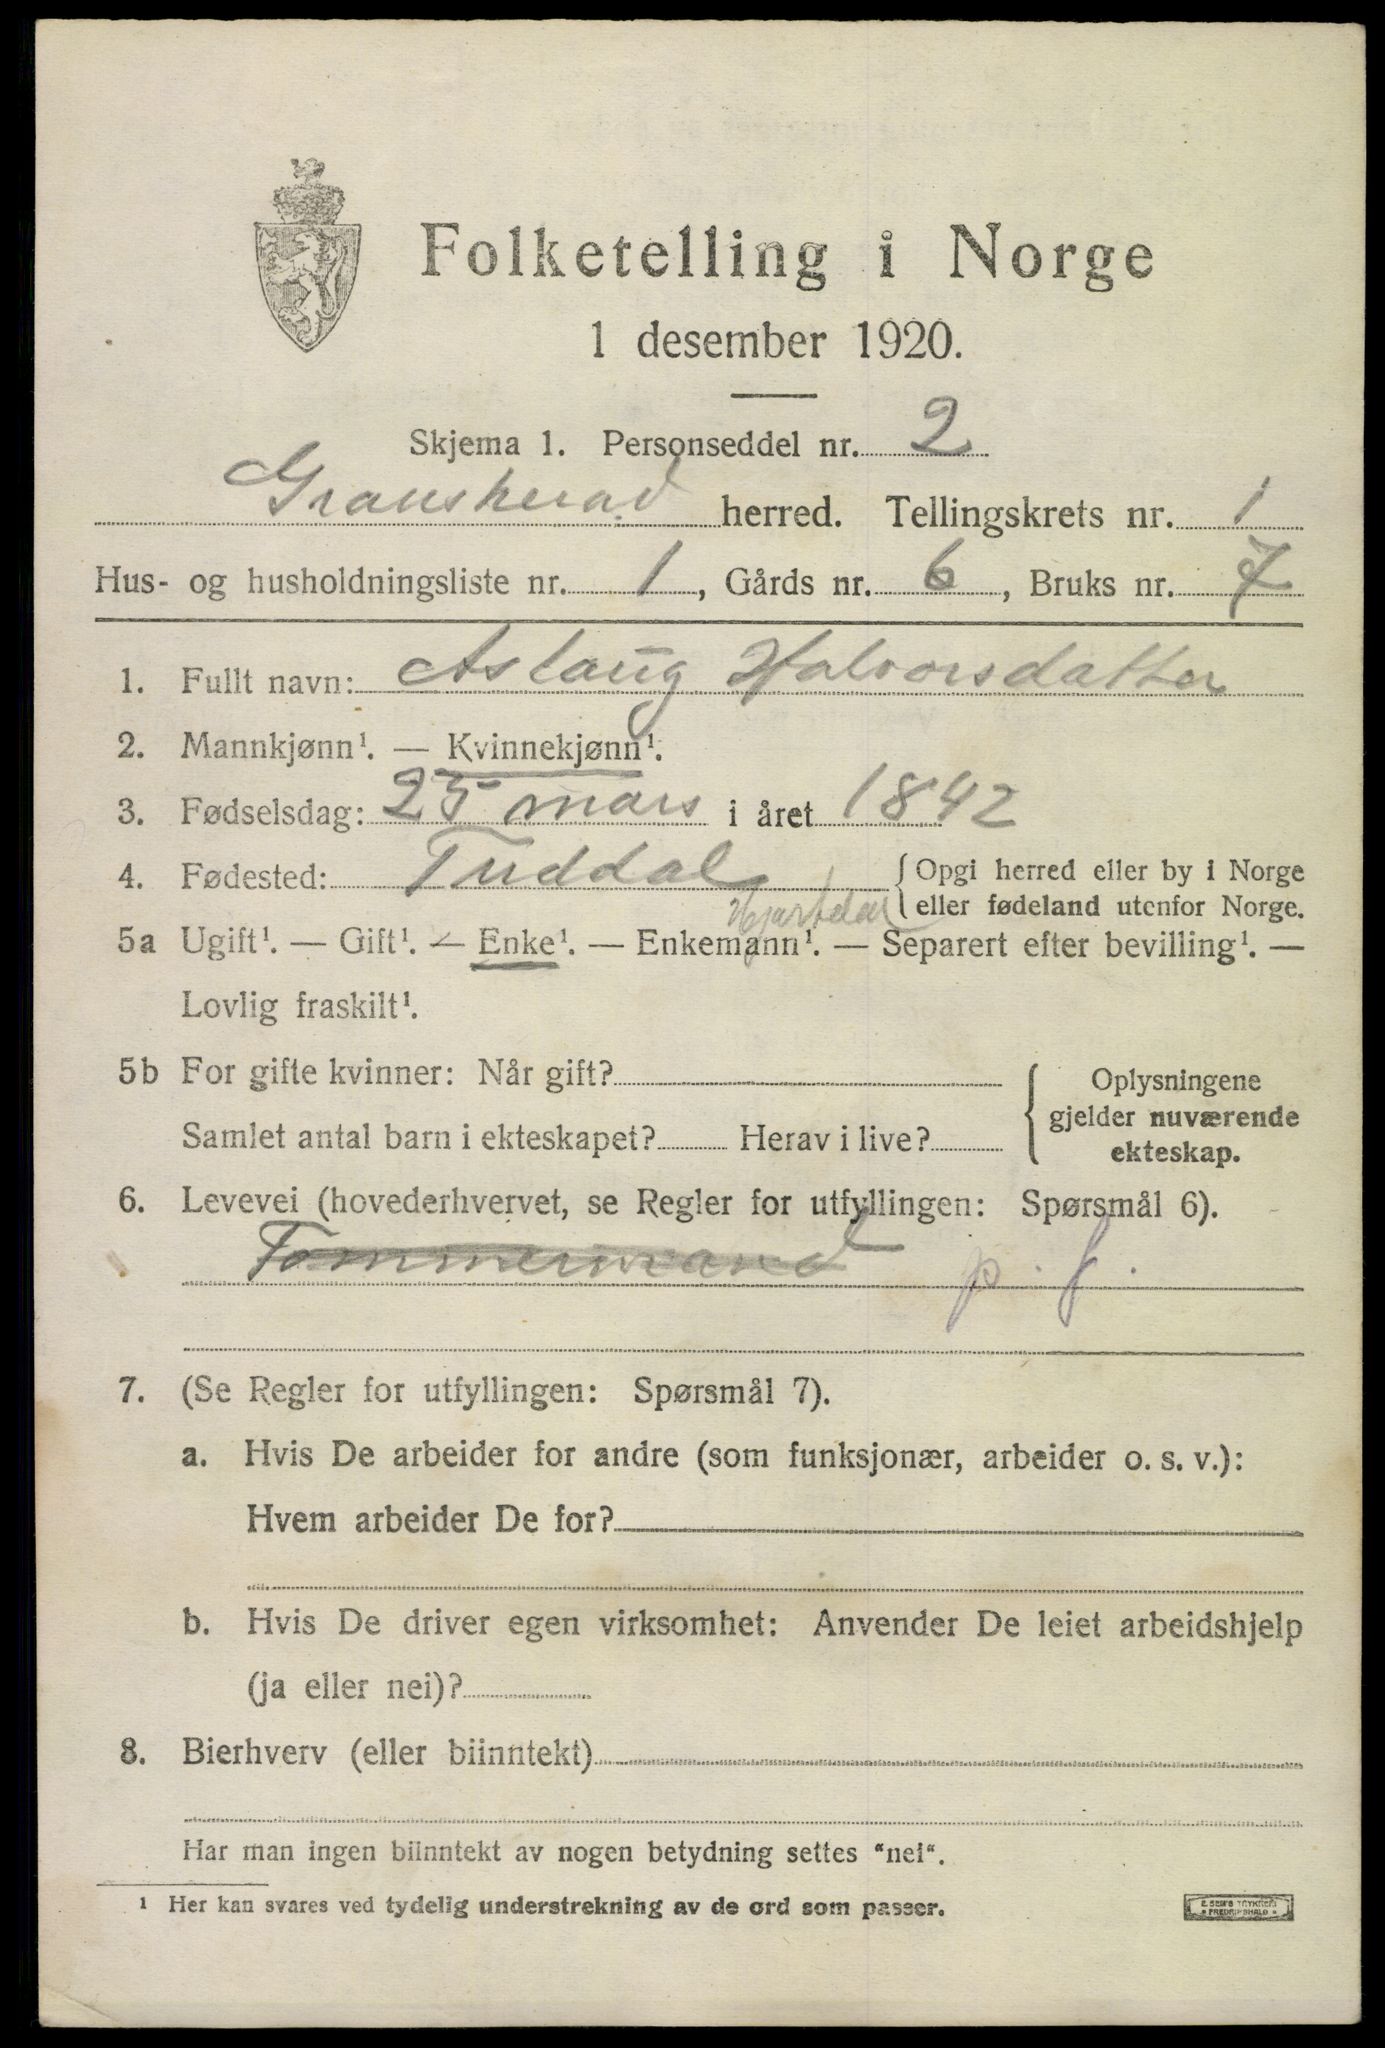 Folketelling i Norge
1 desember 1920.
Skjema 1. Personseddel nr. 2
Gransherad herred. Tellingskrets nr. 1
Hus- og husholdningsliste nr. 1, Gårds nr. 6, Bruks nr. 7
1. Fullt navn: Aslaug Halvorsdatter
2. Mannkjønn¹. — Kvinnekjønn¹.
3. Fødselsdag: 25 mars i året 1842
4. Fødested: Tuddal { Opgi herred eller by i Norge
Hjartdal eller fødeland utenfor Norge.
5a Ugift¹. — Gift¹. — Enke¹. — Enkemann¹. — Separert efter bevilling¹. —
Lovlig fraskilt¹.
5b For gifte kvinner: Når gift? { Oplysningene
gjelder nuværende
Samlet antal barn i ekteskapet? Herav i live? ekteskap.
6. Levevei (hovederhvervet, se Regler for utfyllingen: Spørsmål 6).
Tømmermand p. f.
7. (Se Regler for utfyllingen: Spørsmål 7).
a. Hvis De arbeider for andre (som funksjonær, arbeider o. s. v.):
Hvem arbeider De for?
b. Hvis De driver egen virksomhet: Anvender De leiet arbeidshjelp
(ja eller nei)?
8. Bierhverv (eller biinntekt)
Har man ingen biinntekt av nogen betydning settes "nei".
¹ Her kan svares ved tydelig understrekning av de ord som passer.
E. SEM'S TRYKKERI
FREDRIKSHALD